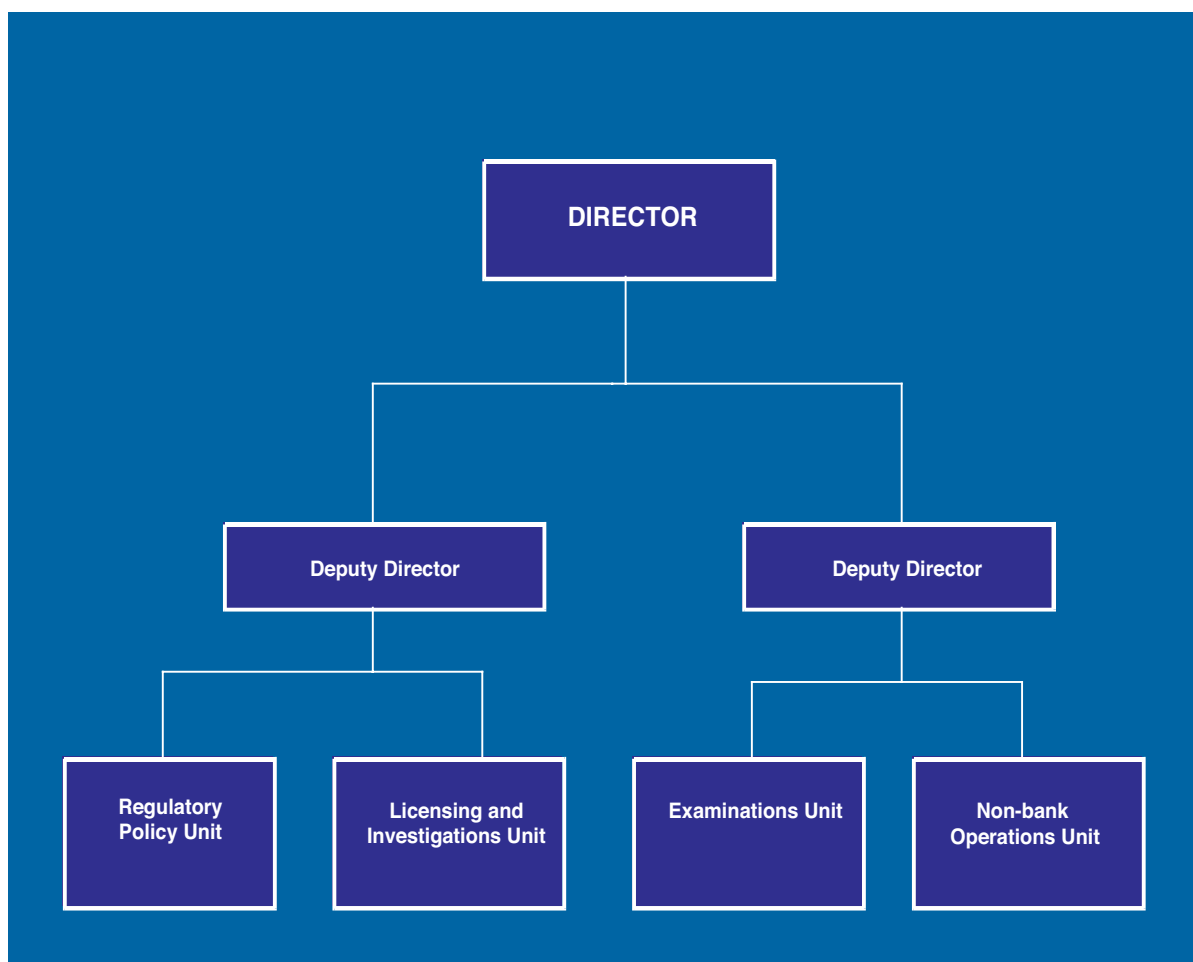 DIRECTOR
Deputy Director
Deputy Director
Regulatory
Policy Unit
Licensing and
Investigations Unit
Examinations Unit
Non-bank
Operations Unit